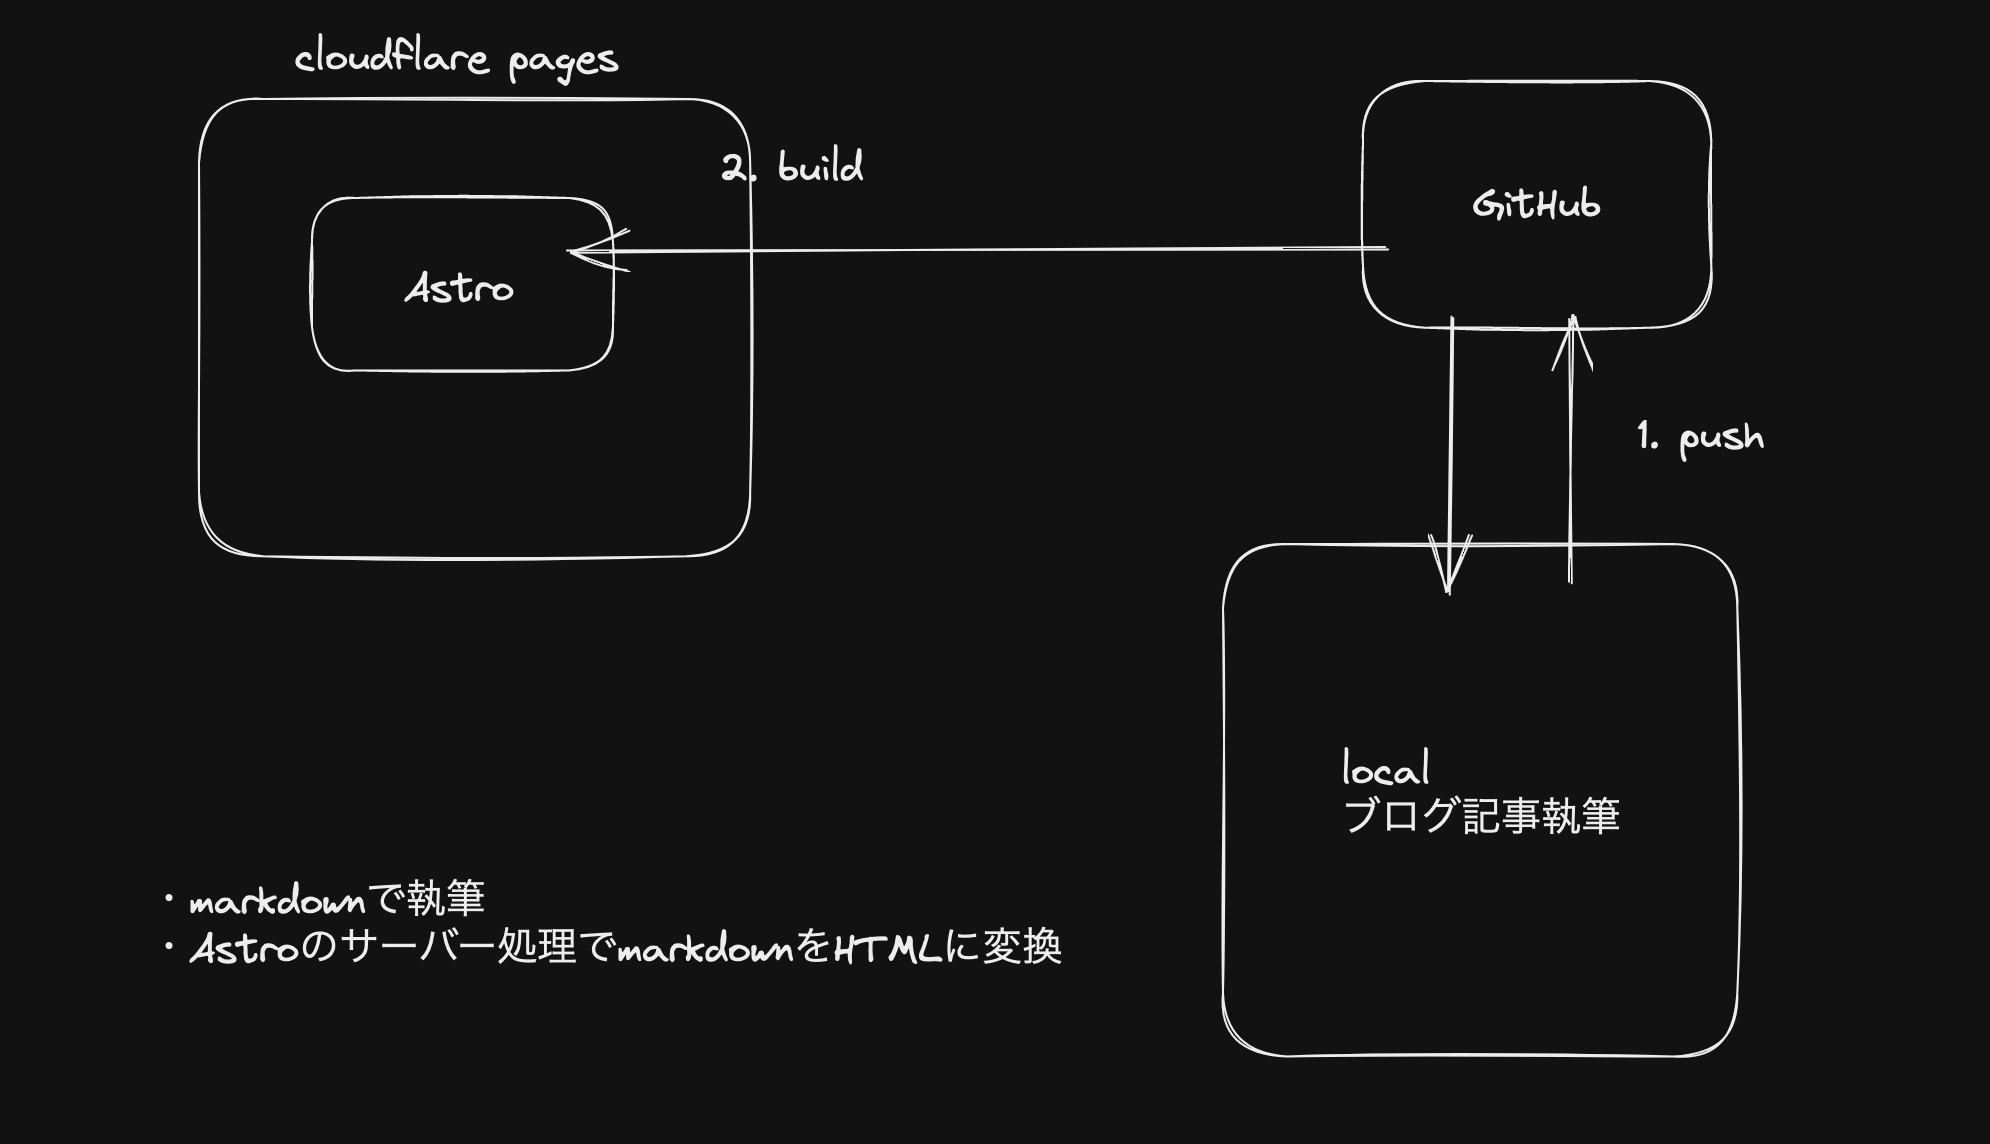 cloudflare pages
2. build
GitHub
Astro
1. push
local
ブログ記事執筆
・markdownで執筆
・Astroのサーバー処理でmarkdownをHTMLに変換